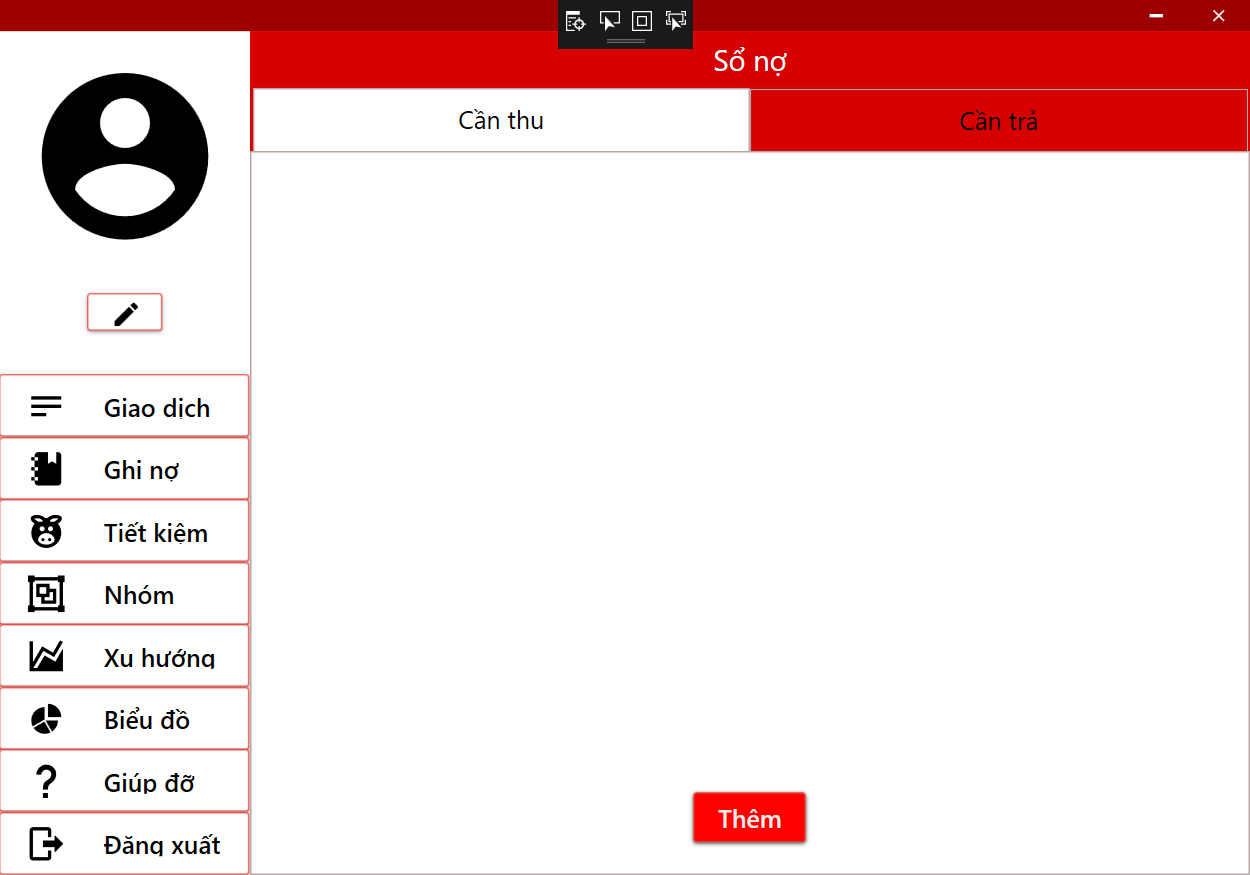 Sổ nợ
Cần thu
Cần trả
Giao dịch
Ghi nợ
Tiết kiệm
Nhóm
Xu hướng
Biểu đồ
Giúp đỡ
Đăng xuất
Thêm